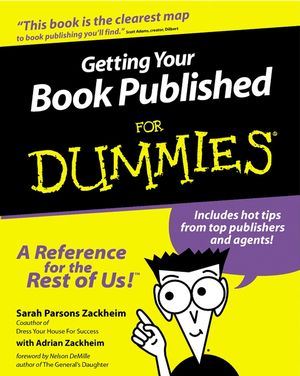 "This book is the clearest map
to book publishing you'll find." Scott Adams, creator, Dilbert
Getting Your
Book Published
FOR
DUMMIES®
Includes hot tips
from top publishers
and agents!
A Reference
for the
Rest of Us!™
Sarah Parsons Zackheim
Coauthor of
Dress Your House For Success
with Adrian Zackheim
foreword by Nelson DeMille
author of The General's Daughter